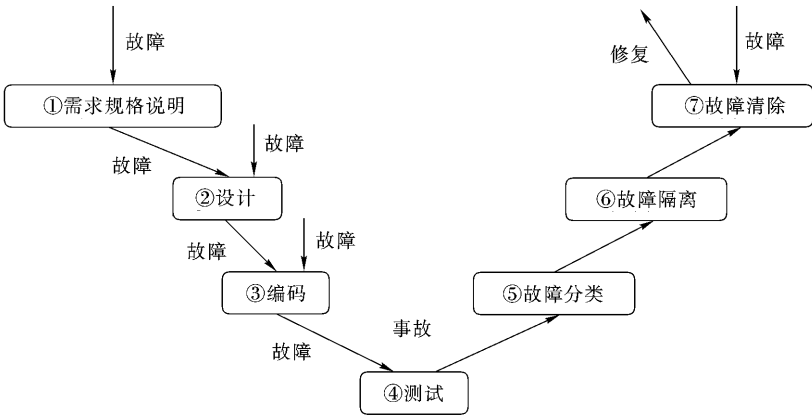 故障
修复
故障
①需求规格说明
⑦故障清除
故障
故障
②设计
⑥故障隔离
故障
故障
③编码
⑤故障分类
故障
事故
④测试